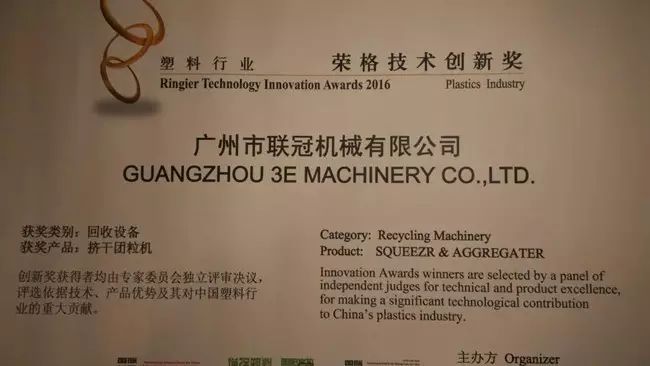 塑料行业 荣格技术创新奖
Ringier Technology Innovation Awards 2016 Plastics Industry
广州市联冠机械有限公司
GUANGZHOU 3E MACHINERY CO.,LTD.
获奖类别：回收设备
获奖产品：挤干团粒机
创新奖获得者均由专家委员会独立评审决议，
评选依据技术、产品优势及其对中国塑料行
业的重大贡献。
Category: Recycling Machinery
Product: SQUEEZR & AGGREGATER
Innovation Awards winners are selected by a panel of
independent judges for technical and product excellence,
for making a significant technological contribution
to China's plastics industry.
主办方 Organizer